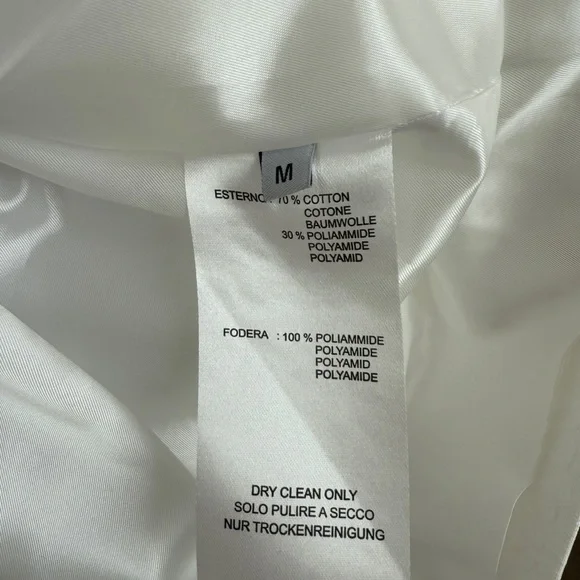 M
ESTERNO : 70 % COTTON
COTONE
BAUMWOLLE
30 % POLIAMMIDE
POLYAMIDE
POLYAMID
FODERA : 100 % POLIAMMIDE
POLYAMIDE
POLYAMID
POLYAMIDE
DRY CLEAN ONLY
SOLO PULIRE A SECCO
NUR TROCKENREINIGUNG